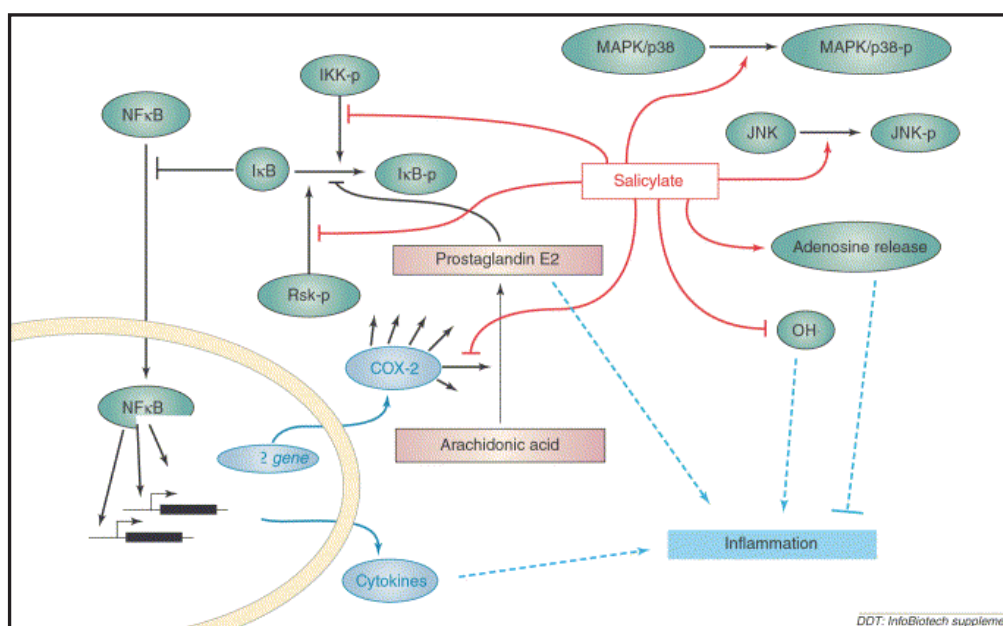 MAPK/p38
MAPK/p38-p
IKK-p
NFκB
JNK
JNK-p
IκB
IκB-p
Salicylate
Adenosine release
Prostaglandin E2
Rsk-p
OH·
COX-2
NFκB
2 gene
Arachidonic acid
Inflammation
Cytokines
DDT: InfoBiotech suppleme